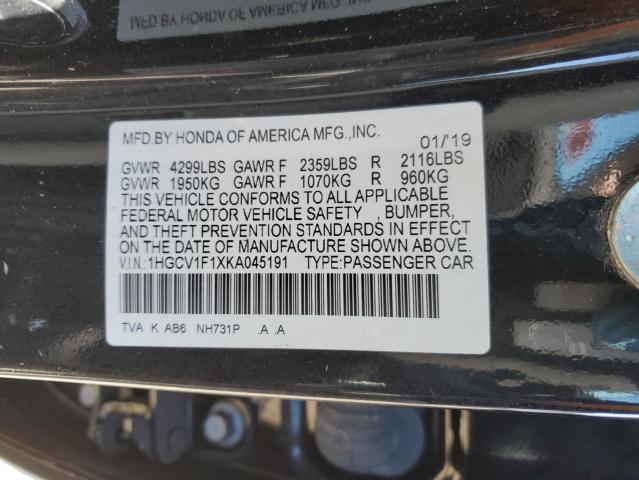 MFD.BY HONDA OF AMERICA MFG.,INC. 01/'19
GVWR 4299LBS GAWR F 2359LBS R 2116LBS
GVWR 1950KG GAWR F 1070KG R 960KG
THIS VEHICLE CONFORMS TO ALL APPLICABLE
FEDERAL MOTOR VEHICLE SAFETY , BUMPER,
AND THEFT PREVENTION STANDARDS IN EFFECT
ON THE DATE OF MANUFACTURE SHOWN ABOVE.
V.I.N.:1HGCV1F1XKA045191 TYPE:PASSENGER CAR
TVA K AB6 NH731P .A .A